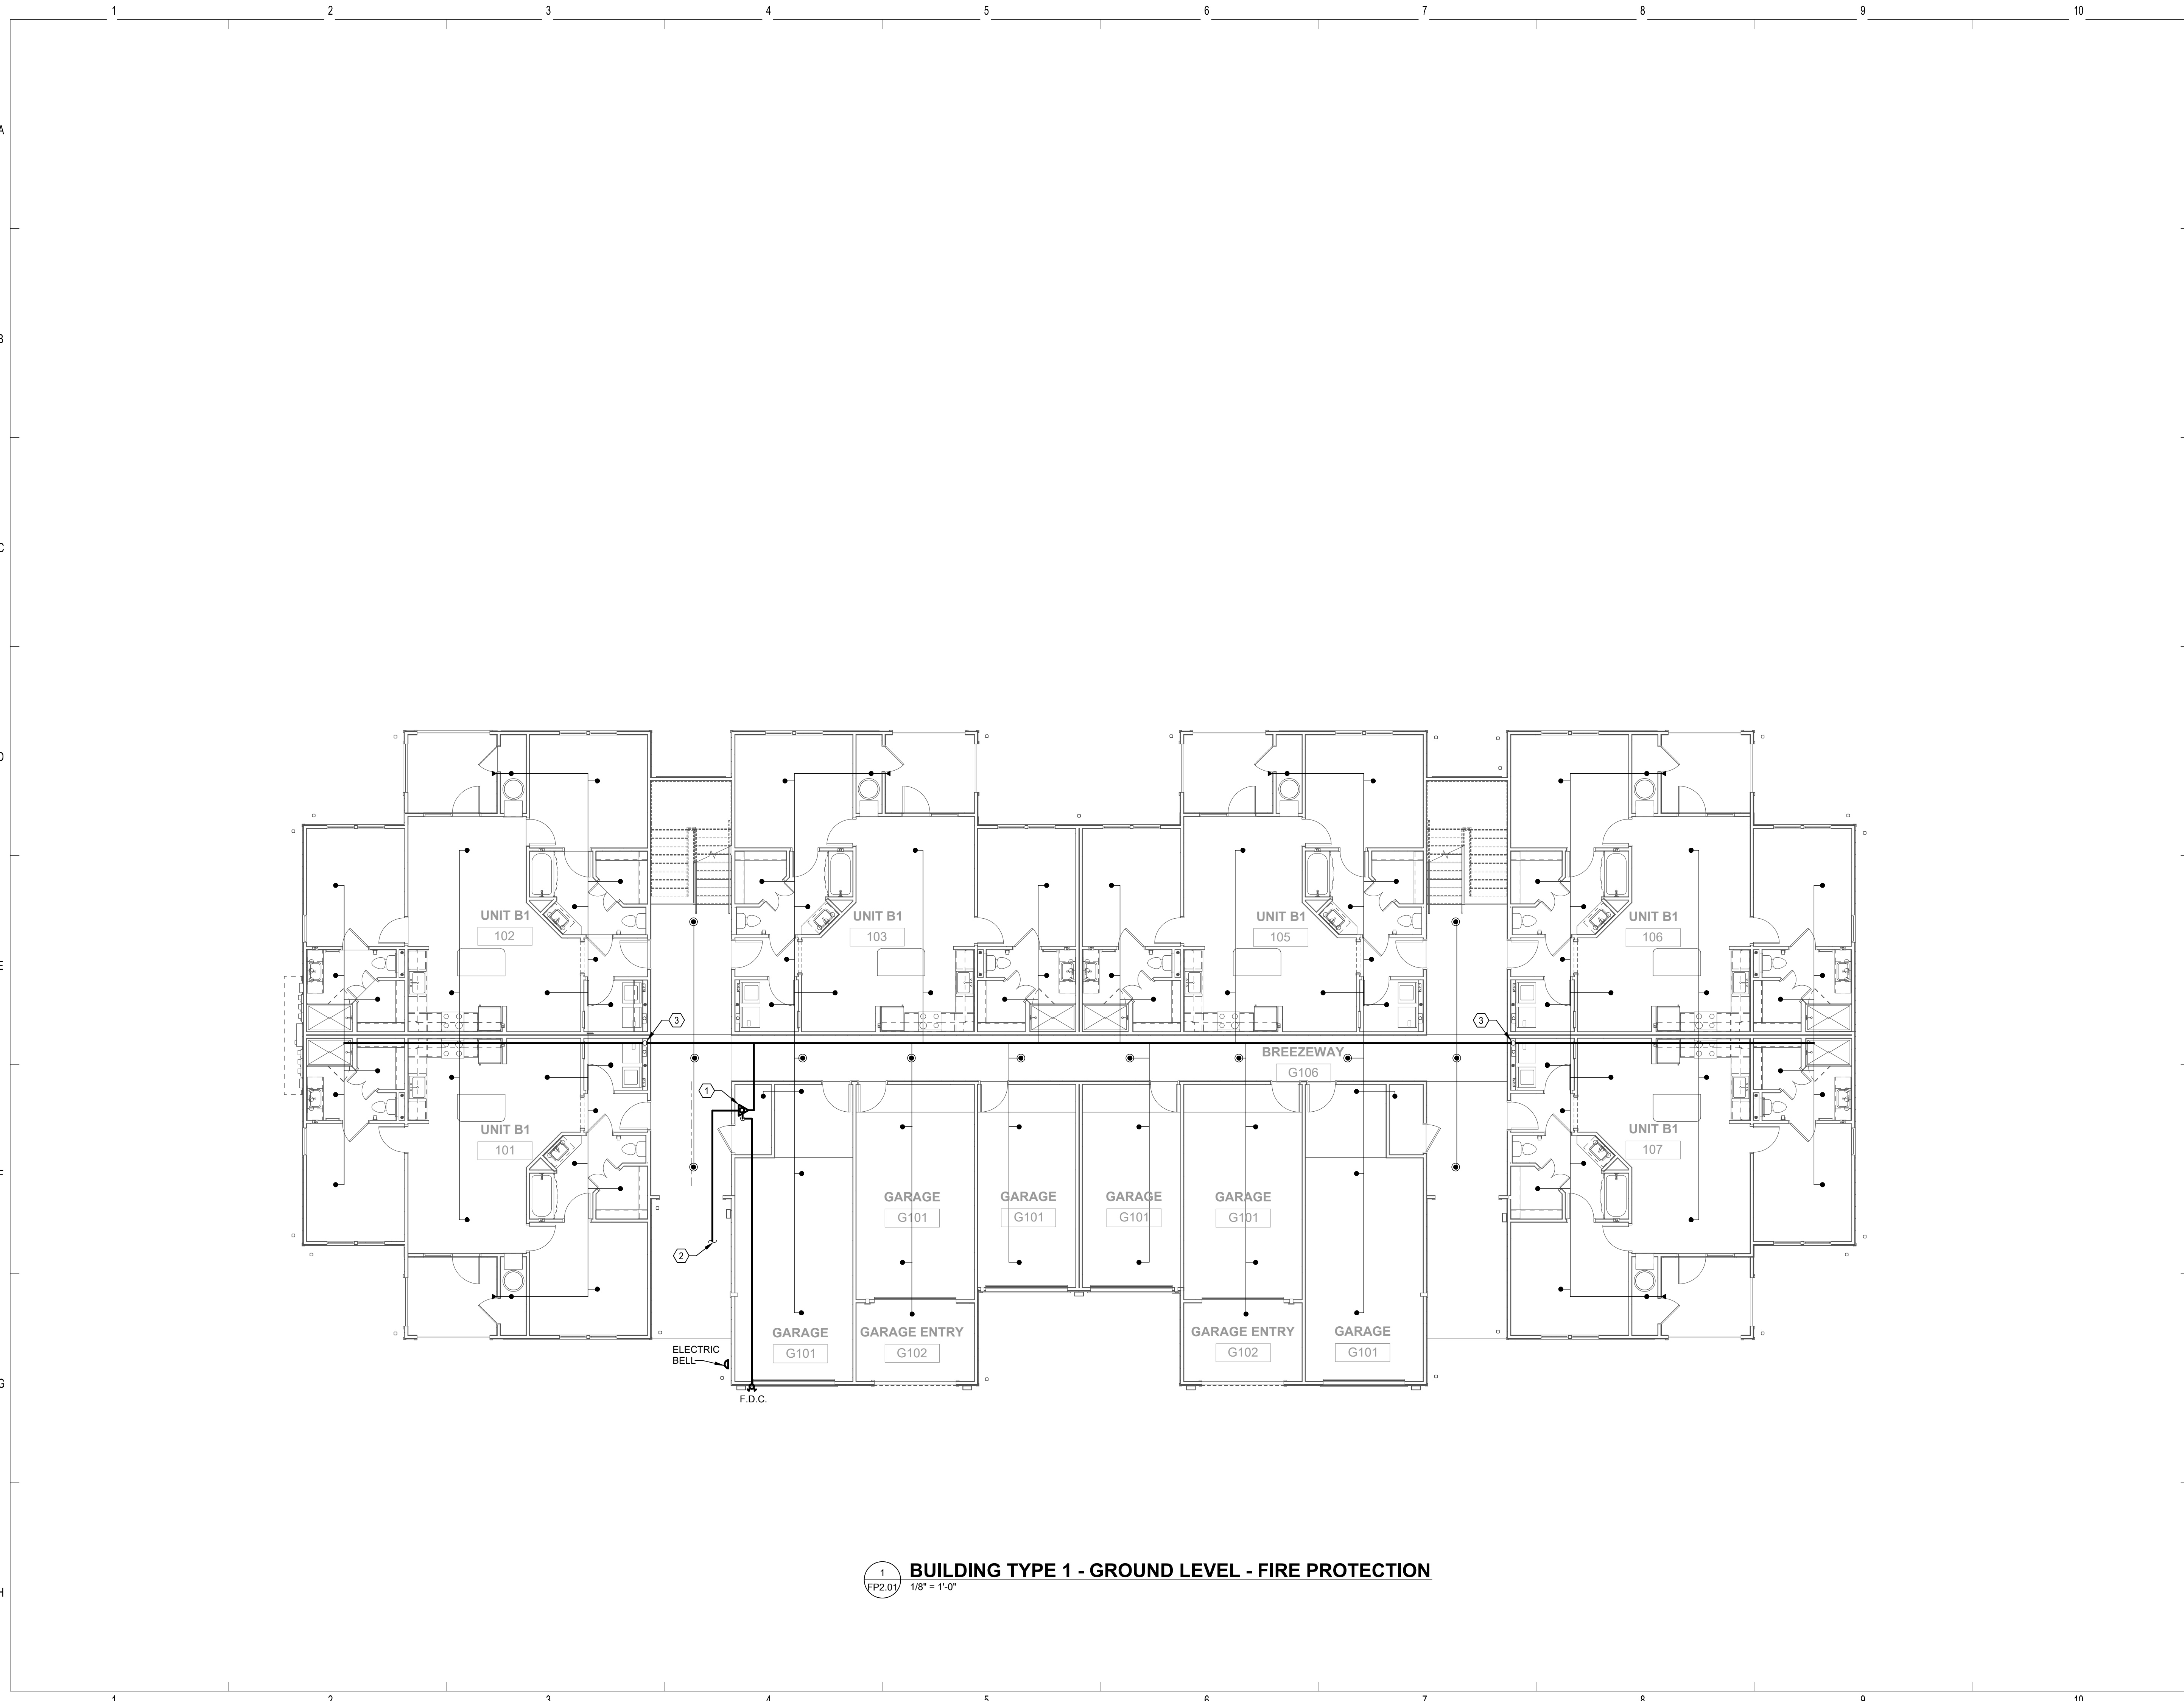 1 2 3 4 5 6 7 8 9 10
A
B
C
D
E
F
G
H
UNIT B1
102
UNIT B1
103
UNIT B1
105
UNIT B1
106
3
3
BREEZEWAY
G106
1
UNIT B1
101
UNIT B1
107
2
GARAGE
G101
GARAGE
G101
GARAGE
G101
GARAGE
G101
GARAGE
G101
GARAGE ENTRY
G102
GARAGE ENTRY
G102
GARAGE
G101
ELECTRIC
BELL
F.D.C.
1
FP2.01
BUILDING TYPE 1 - GROUND LEVEL - FIRE PROTECTION
1/8" = 1'-0"
1 2 3 4 5 6 7 8 9 10